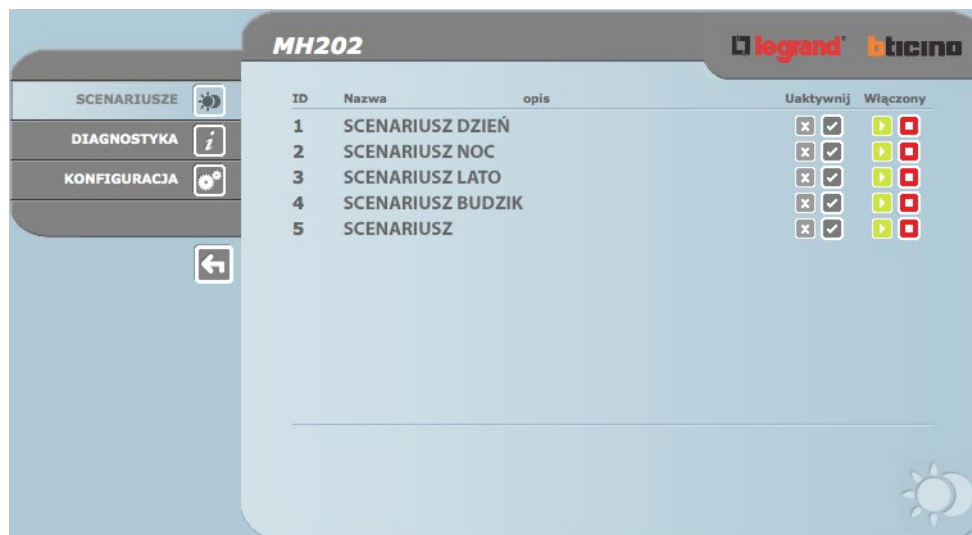 MH202
legrand bticino
SCENARIUSZE
DIAGNOSTYKA
KONFIGURACJA
ID Nazwa opis Uaktywnij Włączony
1 SCENARIUSZ DZIEŃ
2 SCENARIUSZ NOC
3 SCENARIUSZ LATO
4 SCENARIUSZ BUDZIK
5 SCENARIUSZ